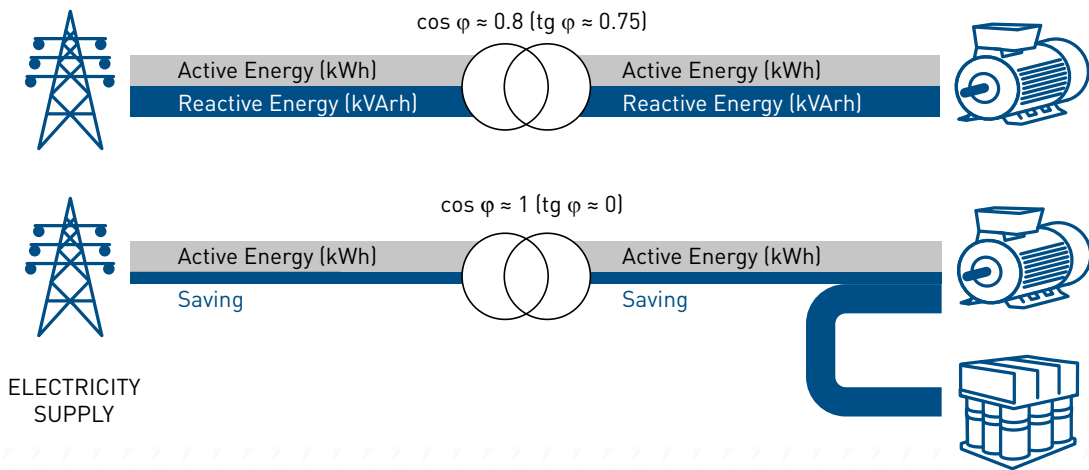 cos φ ≈ 0.8 (tg φ ≈ 0.75)
Active Energy (kWh)
Active Energy (kWh)
Reactive Energy (kVArh)
Reactive Energy (kVArh)
cos φ ≈ 1 (tg φ ≈ 0)
Active Energy (kWh)
Active Energy (kWh)
Saving
Saving
ELECTRICITY
SUPPLY